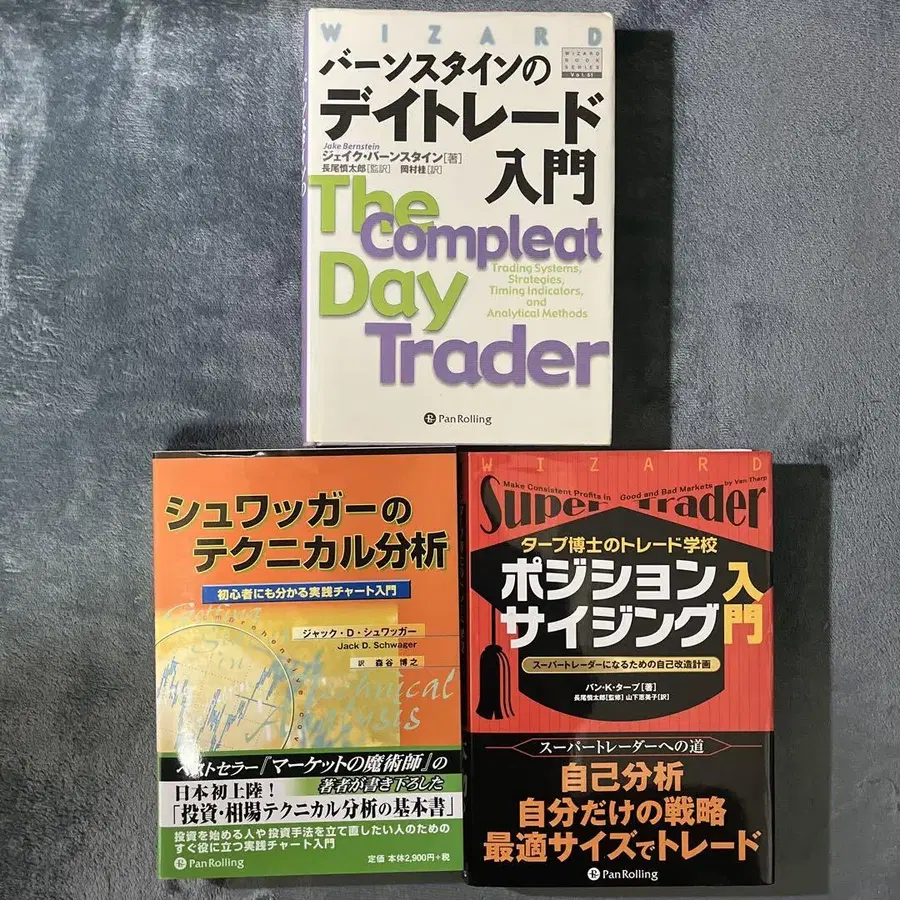 WIZARD
WIZARD
BOOK
SERIES
Vol.51
バーンスタインの
デイトレード
入門
Jake Bernstein
ジェイク・バーンスタイン[著]
長尾慎太郎[監訳] 岡村桂[訳]
The
Compleat
Day
Trader
Trading Systems,
Strategies,
Timing Indicators,
and
Analytical Methods
PanRolling
シュワッガーの
テクニカル分析
初心者にも分かる実践チャート入門
Getting
ジャック・D・シュワッガー
Jack D. Schwager
訳 森谷博之
Technical
Analysis
ベストセラー『マーケットの魔術師』の
著者が書き下ろした
日本初上陸!
「投資・相場テクニカル分析の基本書」
投資を始める人や投資手法を立て直したい人のための
すぐ役に立つ実践チャート入門
定価 本体2,900円+税
PanRolling
WIZARD
Make Consistent Profits in Good and Bad Markets by Van Tharp
Super Trader
タープ博士のトレード学校
ポジション
サイジング
入門
スーパートレーダーになるための自己改造計画
バン・K・タープ[著]
長尾慎太郎[監修] 山下恵美子[訳]
スーパートレーダーへの道
自己分析
自分だけの戦略
最適サイズでトレード
PanRolling